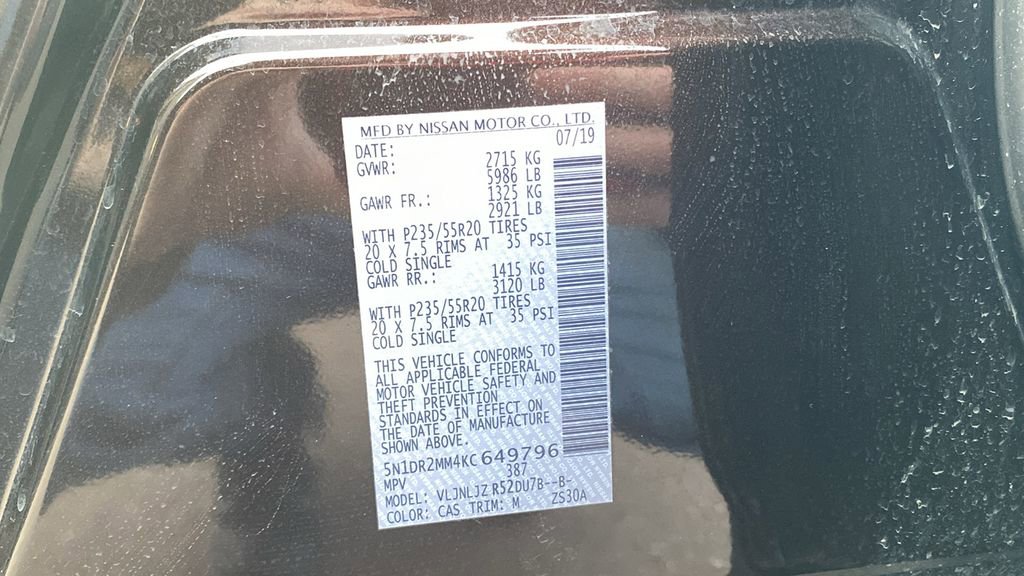 MFD BY NISSAN MOTOR CO., LTD.
DATE: 07/19
GVWR: 2715 KG
5986 LB
GAWR FR.: 1325 KG
2921 LB
WITH P235/55R20 TIRES
20 X 7.5 RIMS AT 35 PSI
COLD SINGLE
GAWR RR.: 1415 KG
3120 LB
WITH P235/55R20 TIRES
20 X 7.5 RIMS AT 35 PSI
COLD SINGLE
THIS VEHICLE CONFORMS TO
ALL APPLICABLE FEDERAL
MOTOR VEHICLE SAFETY AND
THEFT PREVENTION
STANDARDS IN EFFECT ON
THE DATE OF MANUFACTURE
SHOWN ABOVE.
5N1DR2MM4KC649796
MPV 387
MODEL: VLJNLJZ R52DU7B--B-
COLOR: CAS TRIM: M ZS30A